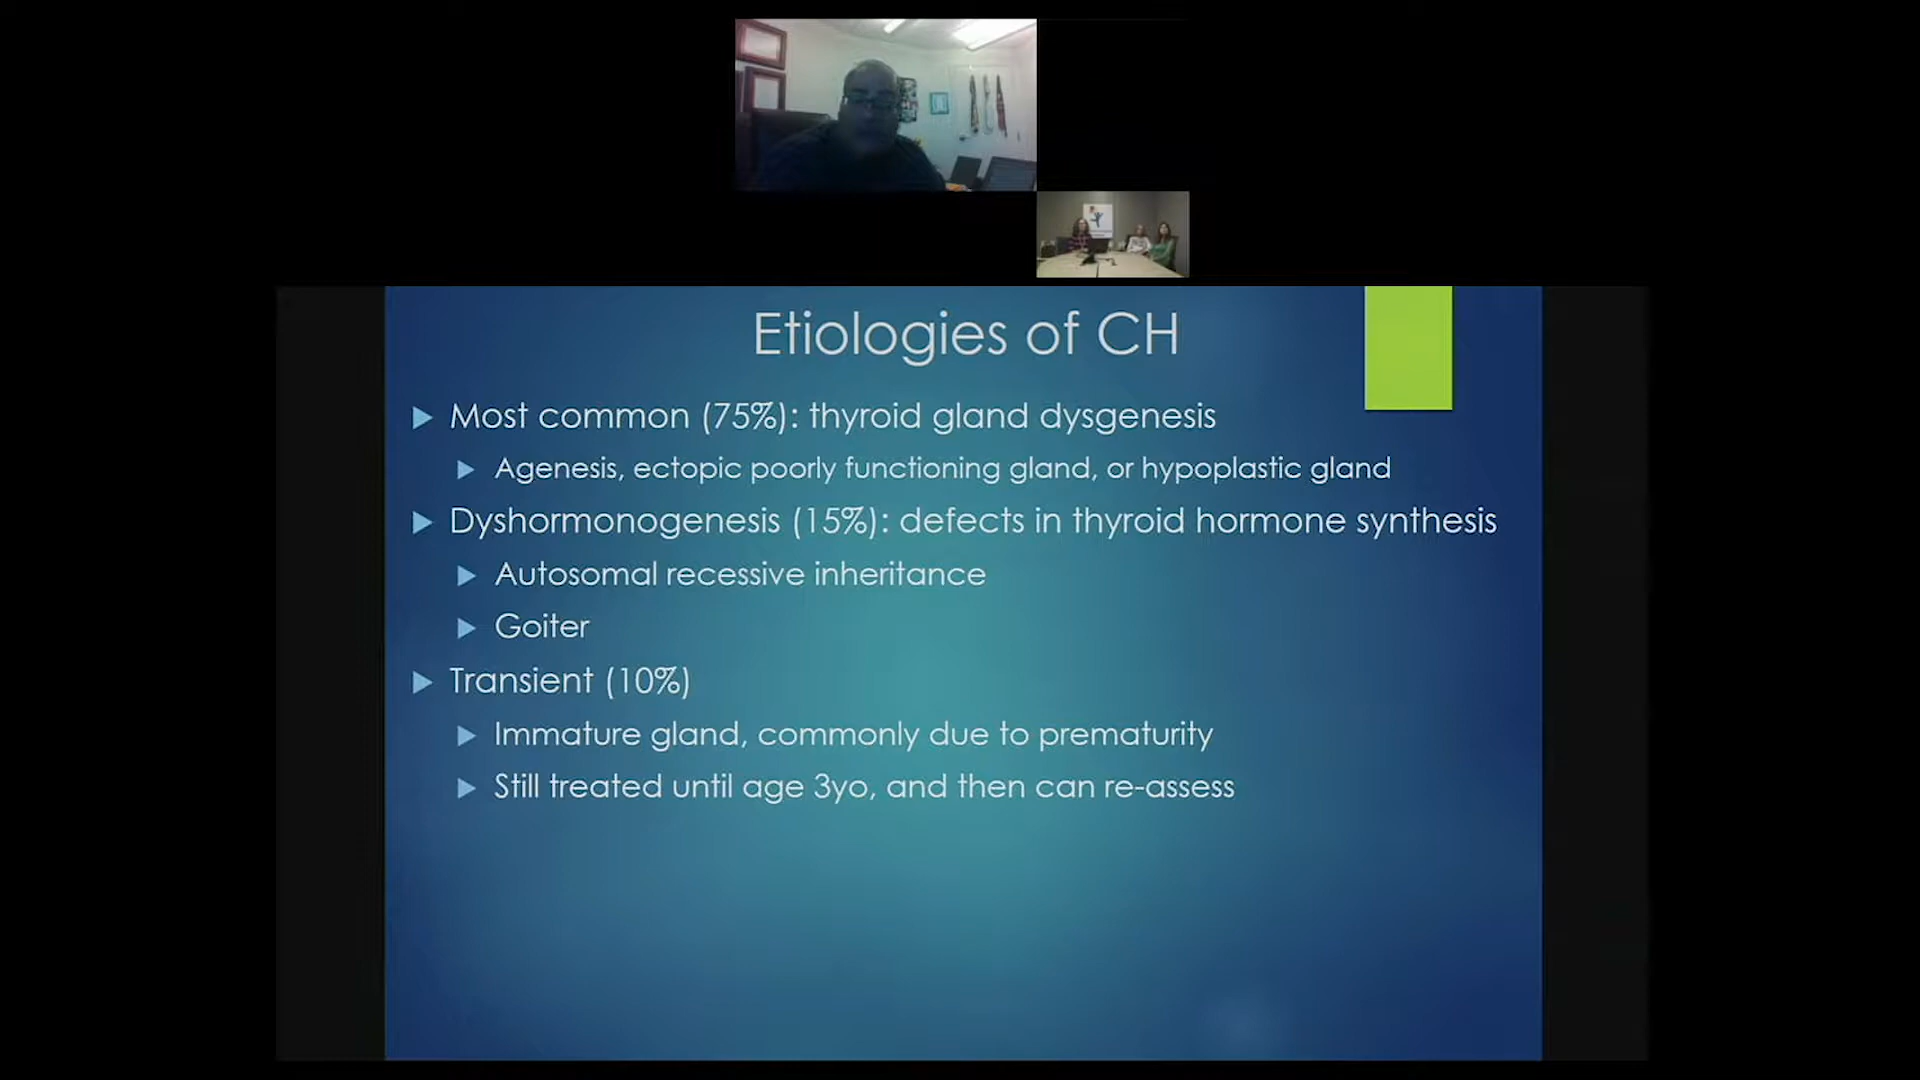 Etiologies of CH
Most common (75%): thyroid gland dysgenesis
Agenesis, ectopic poorly functioning gland, or hypoplastic gland
Dyshormonogenesis (15%): defects in thyroid hormone synthesis
Autosomal recessive inheritance
Goiter
Transient (10%)
Immature gland, commonly due to prematurity
Still treated until age 3yo, and then can re-assess